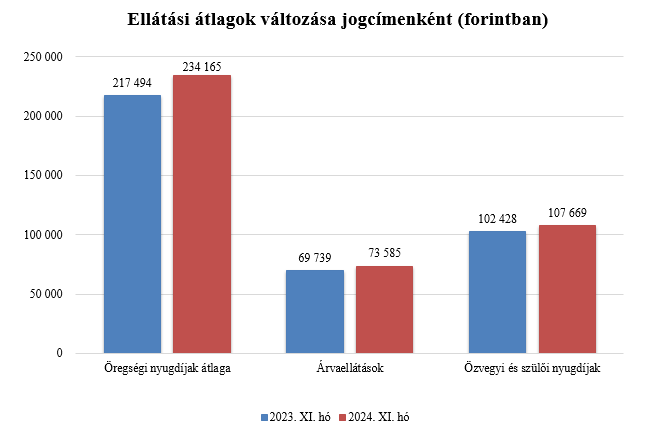 Ellátási átlagok változása jogcímenként (forintban)
250 000
200 000
150 000
100 000
50 000
0
217 494
234 165
69 739
73 585
102 428
107 669
Öregségi nyugdíjak átlaga
Árvaellátások
Özvegyi és szülői nyugdíjak
2023. XI. hó
2024. XI. hó